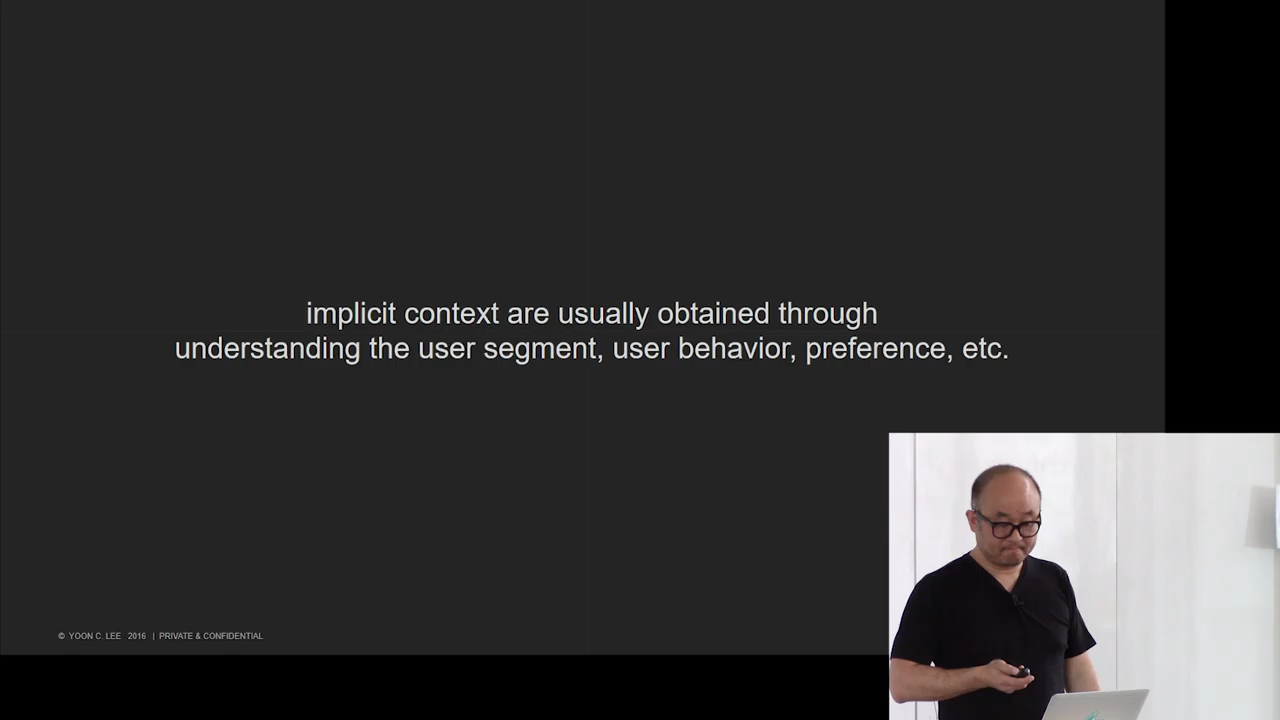 implicit context are usually obtained through
understanding the user segment, user behavior, preference, etc.
© YOON C. LEE 2016 | PRIVATE & CONFIDENTIAL